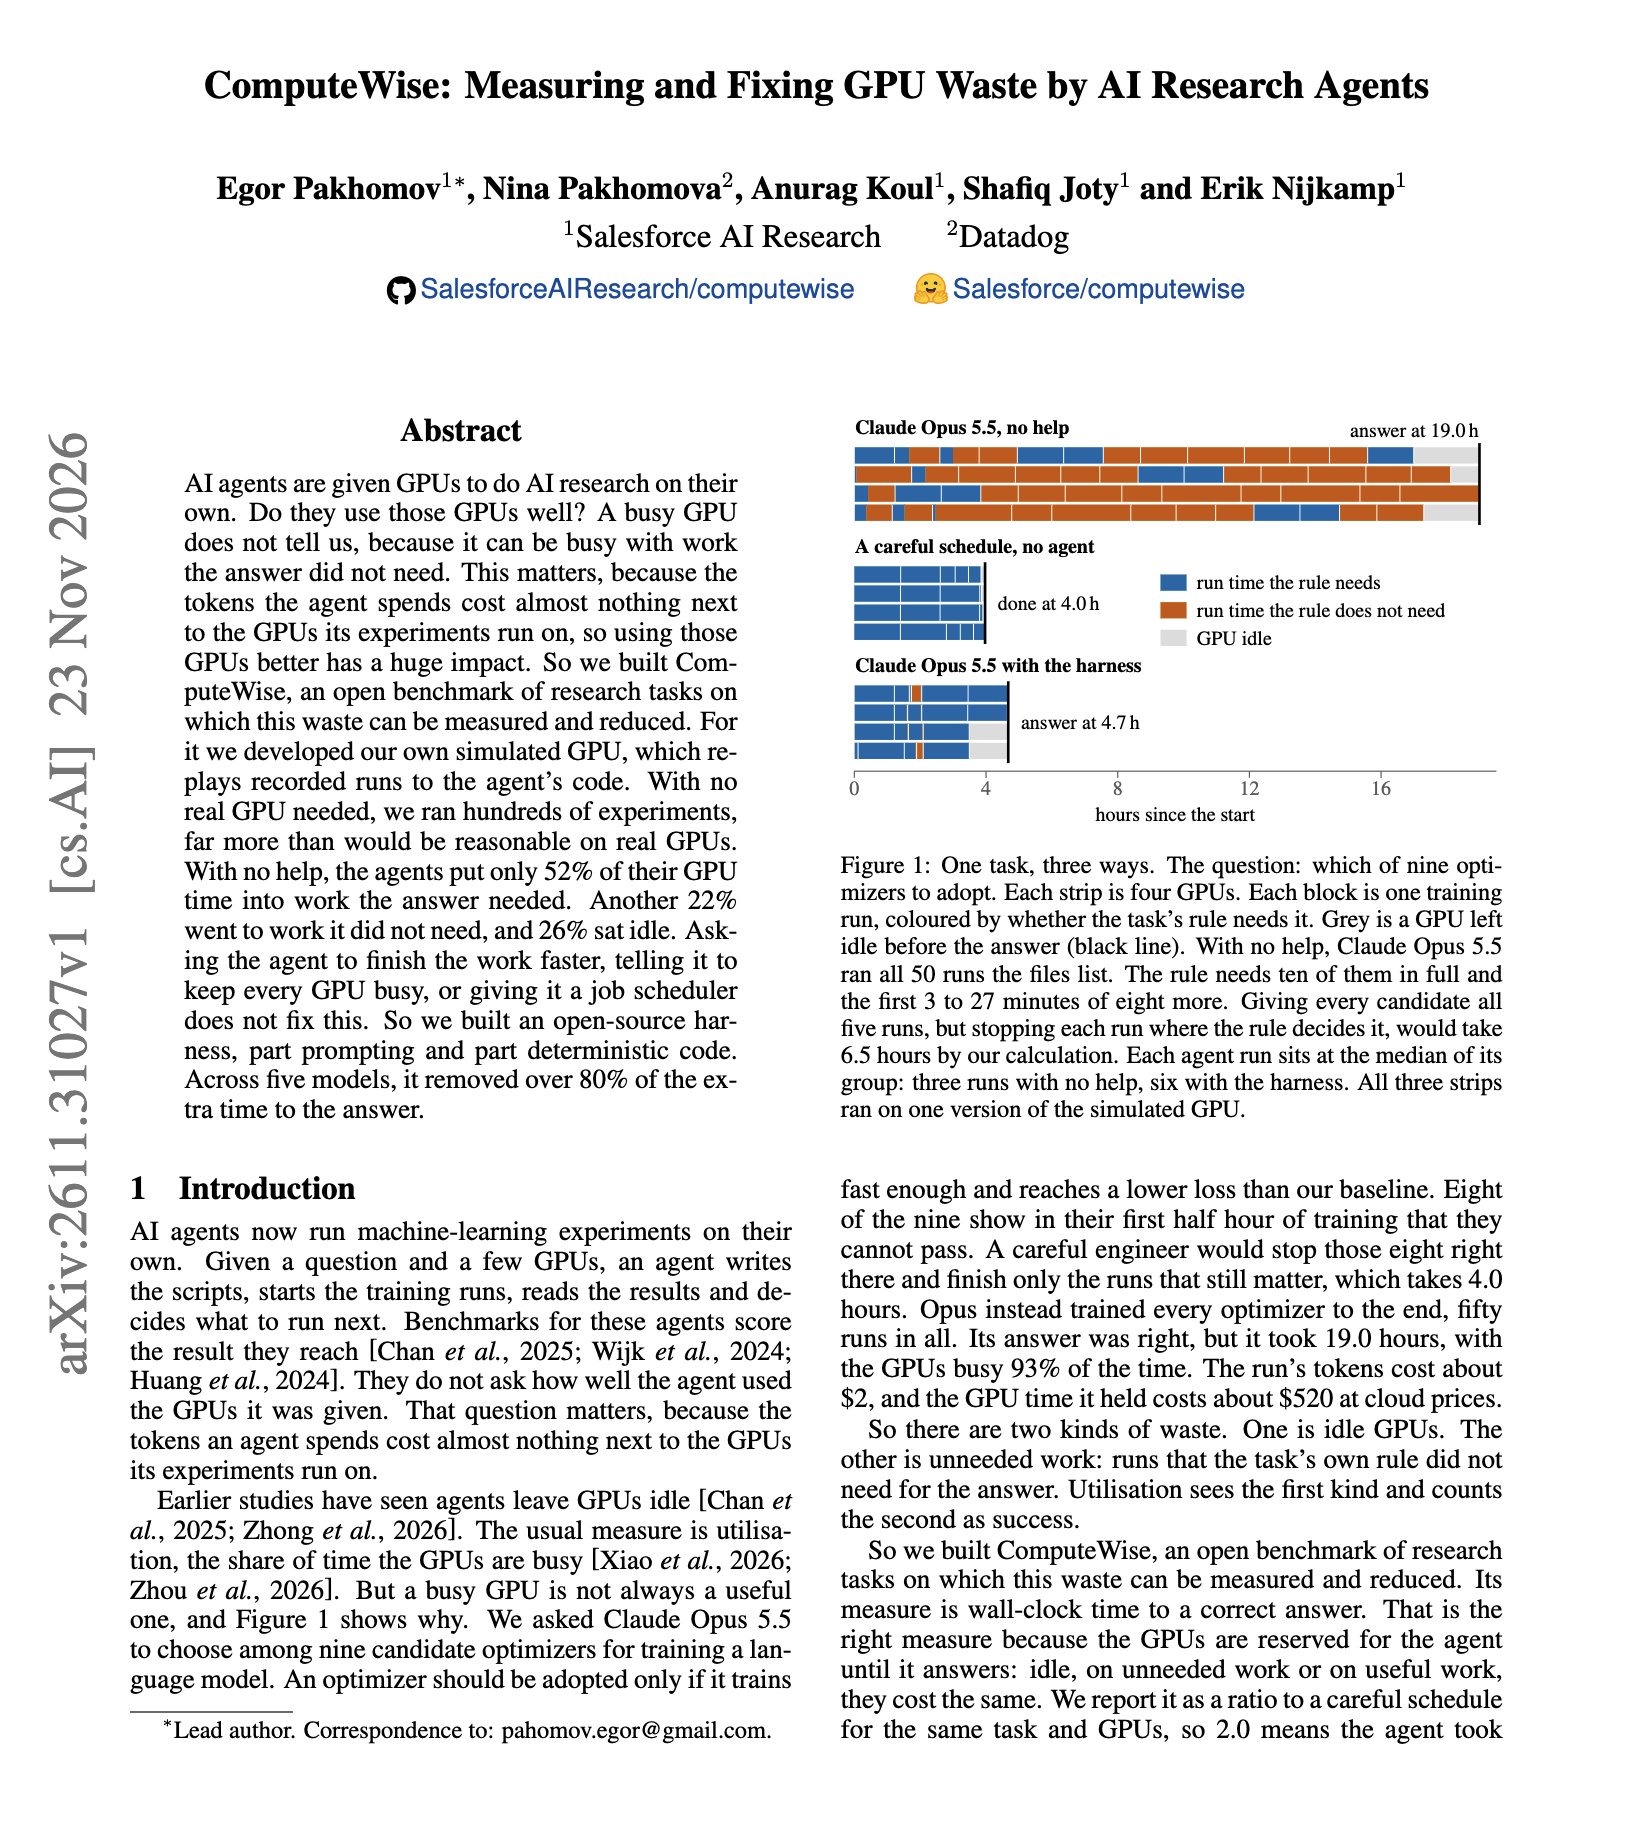 ComputeWise: Measuring and Fixing GPU Waste by AI Research Agents
Egor Pakhomov1*, Nina Pakhomova2, Anurag Koul1, Shafiq Joty1 and Erik Nijkamp1
1Salesforce AI Research 2Datadog
SalesforceAIResearch/computewise Salesforce/computewise
arXiv:2611.31027v1 [cs.AI] 23 Nov 2026
Abstract
AI agents are given GPUs to do AI research on their
own. Do they use those GPUs well? A busy GPU
does not tell us, because it can be busy with work
the answer did not need. This matters, because the
tokens the agent spends cost almost nothing next
to the GPUs its experiments run on, so using those
GPUs better has a huge impact. So we built Com-
puteWise, an open benchmark of research tasks on
which this waste can be measured and reduced. For
it we developed our own simulated GPU, which re-
plays recorded runs to the agent's code. With no
real GPU needed, we ran hundreds of experiments,
far more than would be reasonable on real GPUs.
With no help, the agents put only 52% of their GPU
time into work the answer needed. Another 22%
went to work it did not need, and 26% sat idle. Ask-
ing the agent to finish the work faster, telling it to
keep every GPU busy, or giving it a job scheduler
does not fix this. So we built an open-source har-
ness, part prompting and part deterministic code.
Across five models, it removed over 80% of the ex-
tra time to the answer.
1 Introduction
AI agents now run machine-learning experiments on their
own. Given a question and a few GPUs, an agent writes
the scripts, starts the training runs, reads the results and de-
cides what to run next. Benchmarks for these agents score
the result they reach [Chan et al., 2025; Wijk et al., 2024;
Huang et al., 2024]. They do not ask how well the agent used
the GPUs it was given. That question matters, because the
tokens an agent spends cost almost nothing next to the GPUs
its experiments run on.
Earlier studies have seen agents leave GPUs idle [Chan et
al., 2025; Zhong et al., 2026]. The usual measure is utilisa-
tion, the share of time the GPUs are busy [Xiao et al., 2026;
Zhou et al., 2026]. But a busy GPU is not always a useful
one, and Figure 1 shows why. We asked Claude Opus 5.5
to choose among nine candidate optimizers for training a lan-
guage model. An optimizer should be adopted only if it trains
*Lead author. Correspondence to: pahomov.egor@gmail.com.
Claude Opus 5.5, no help
answer at 19.0 h
A careful schedule, no agent
done at 4.0 h
run time the rule needs
run time the rule does not need
GPU idle
Claude Opus 5.5 with the harness
answer at 4.7 h
0 4 8 12 16
hours since the start
Figure 1: One task, three ways. The question: which of nine opti-
mizers to adopt. Each strip is four GPUs. Each block is one training
run, coloured by whether the task's rule needs it. Grey is a GPU left
idle before the answer (black line). With no help, Claude Opus 5.5
ran all 50 runs the files list. The rule needs ten of them in full and
the first 3 to 27 minutes of eight more. Giving every candidate all
five runs, but stopping each run where the rule decides it, would take
6.5 hours by our calculation. Each agent run sits at the median of its
group: three runs with no help, six with the harness. All three strips
ran on one version of the simulated GPU.
fast enough and reaches a lower loss than our baseline. Eight
of the nine show in their first half hour of training that they
cannot pass. A careful engineer would stop those eight right
there and finish only the runs that still matter, which takes 4.0
hours. Opus instead trained every optimizer to the end, fifty
runs in all. Its answer was right, but it took 19.0 hours, with
the GPUs busy 93% of the time. The run's tokens cost about
$2, and the GPU time it held costs about $520 at cloud prices.
So there are two kinds of waste. One is idle GPUs. The
other is unneeded work: runs that the task's own rule did not
need for the answer. Utilisation sees the first kind and counts
the second as success.
So we built ComputeWise, an open benchmark of research
tasks on which this waste can be measured and reduced. Its
measure is wall-clock time to a correct answer. That is the
right measure because the GPUs are reserved for the agent
until it answers: idle, on unneeded work or on useful work,
they cost the same. We report it as a ratio to a careful schedule
for the same task and GPUs, so 2.0 means the agent took